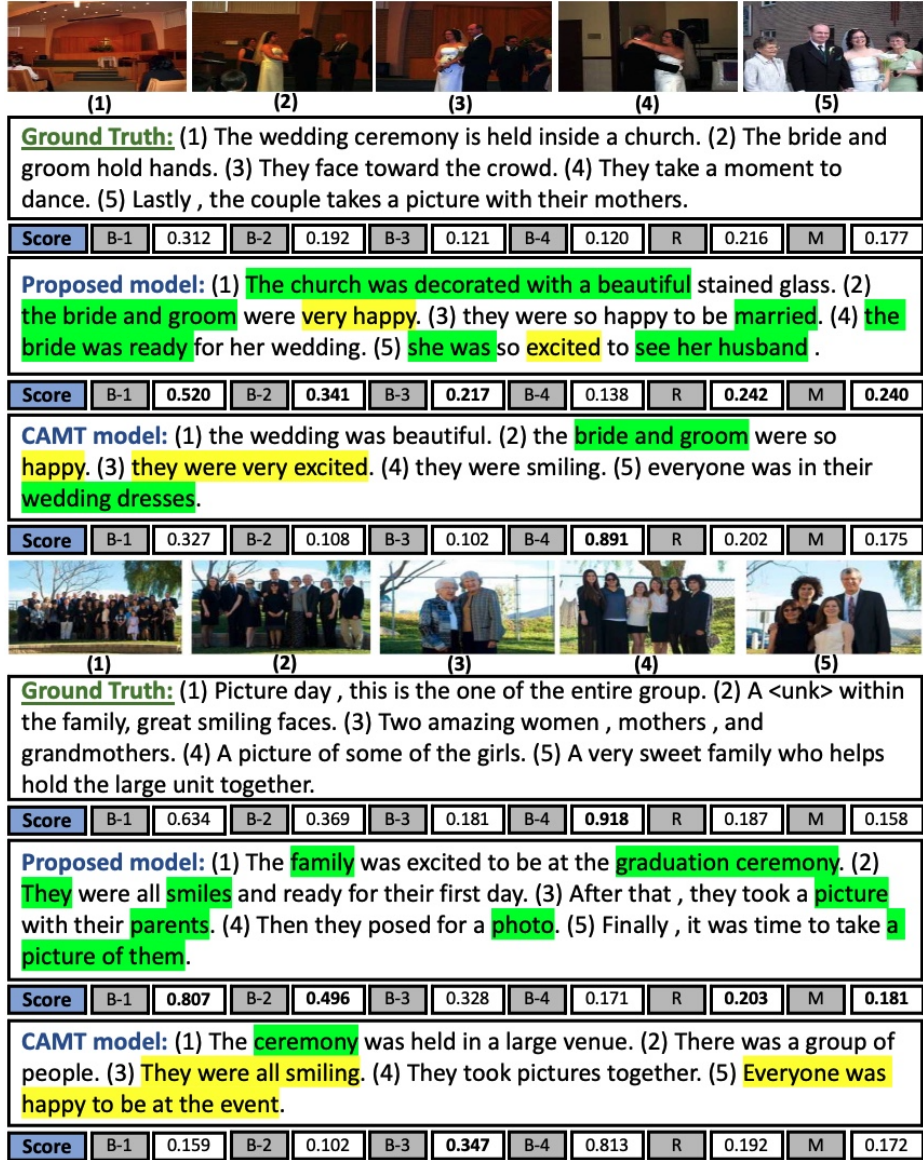 (1) (2) (3) (4) (5)
Ground Truth: (1) The wedding ceremony is held inside a church. (2) The bride and
groom hold hands. (3) They face toward the crowd. (4) They take a moment to
dance. (5) Lastly , the couple takes a picture with their mothers.
Score B-1 0.312 B-2 0.192 B-3 0.121 B-4 0.120 R 0.216 M 0.177
Proposed model: (1) The church was decorated with a beautiful stained glass. (2)
the bride and groom were very happy. (3) they were so happy to be married. (4) the
bride was ready for her wedding. (5) she was so excited to see her husband .
Score B-1 0.520 B-2 0.341 B-3 0.217 B-4 0.138 R 0.242 M 0.240
CAMT model: (1) the wedding was beautiful. (2) the bride and groom were so
happy. (3) they were very excited. (4) they were smiling. (5) everyone was in their
wedding dresses.
Score B-1 0.327 B-2 0.108 B-3 0.102 B-4 0.891 R 0.202 M 0.175
(1) (2) (3) (4) (5)
Ground Truth: (1) Picture day , this is the one of the entire group. (2) A <unk> within
the family, great smiling faces. (3) Two amazing women , mothers , and
grandmothers. (4) A picture of some of the girls. (5) A very sweet family who helps
hold the large unit together.
Score B-1 0.634 B-2 0.369 B-3 0.181 B-4 0.918 R 0.187 M 0.158
Proposed model: (1) The family was excited to be at the graduation ceremony. (2)
They were all smiles and ready for their first day. (3) After that , they took a picture
with their parents. (4) Then they posed for a photo. (5) Finally , it was time to take a
picture of them.
Score B-1 0.807 B-2 0.496 B-3 0.328 B-4 0.171 R 0.203 M 0.181
CAMT model: (1) The ceremony was held in a large venue. (2) There was a group of
people. (3) They were all smiling. (4) They took pictures together. (5) Everyone was
happy to be at the event.
Score B-1 0.159 B-2 0.102 B-3 0.347 B-4 0.813 R 0.192 M 0.172